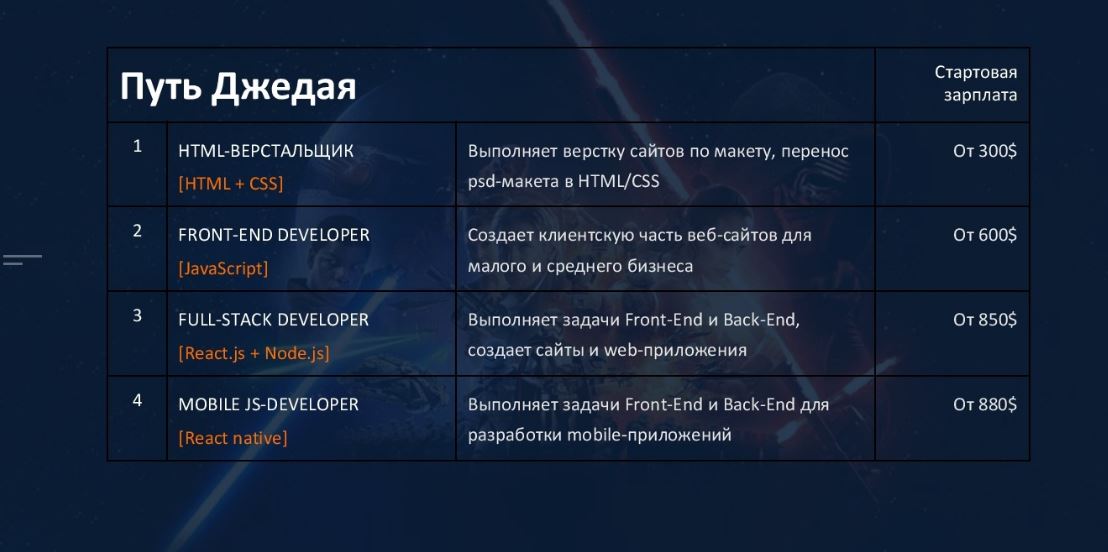 Путь Джедая
Стартовая
зарплата
1
HTML-ВЕРСТАЛЬЩИК
[HTML + CSS]
Выполняет верстку сайтов по макету, перенос
psd-макета в HTML/CSS
От 300$
2
FRONT-END DEVELOPER
[JavaScript]
Создает клиентскую часть веб-сайтов для
малого и среднего бизнеса
От 600$
3
FULL-STACK DEVELOPER
[React.js + Node.js]
Выполняет задачи Front-End и Back-End,
создает сайты и web-приложения
От 850$
4
MOBILE JS-DEVELOPER
[React native]
Выполняет задачи Front-End и Back-End для
разработки mobile-приложений
От 880$